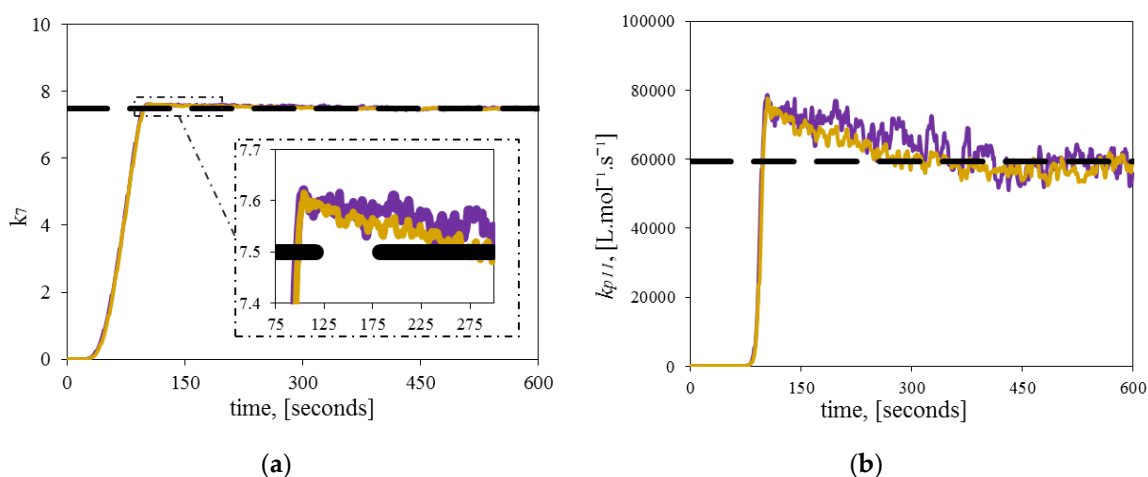 10
8
6
4
2
0
k7
7.7
7.6
7.5
7.4
75 125 175 225 275
0 150 300 450 600
time, [seconds]
(a)
100000
80000
60000
40000
20000
0
kp11, [L.mol⁻¹.s⁻¹]
0 150 300 450 600
time, [seconds]
(b)